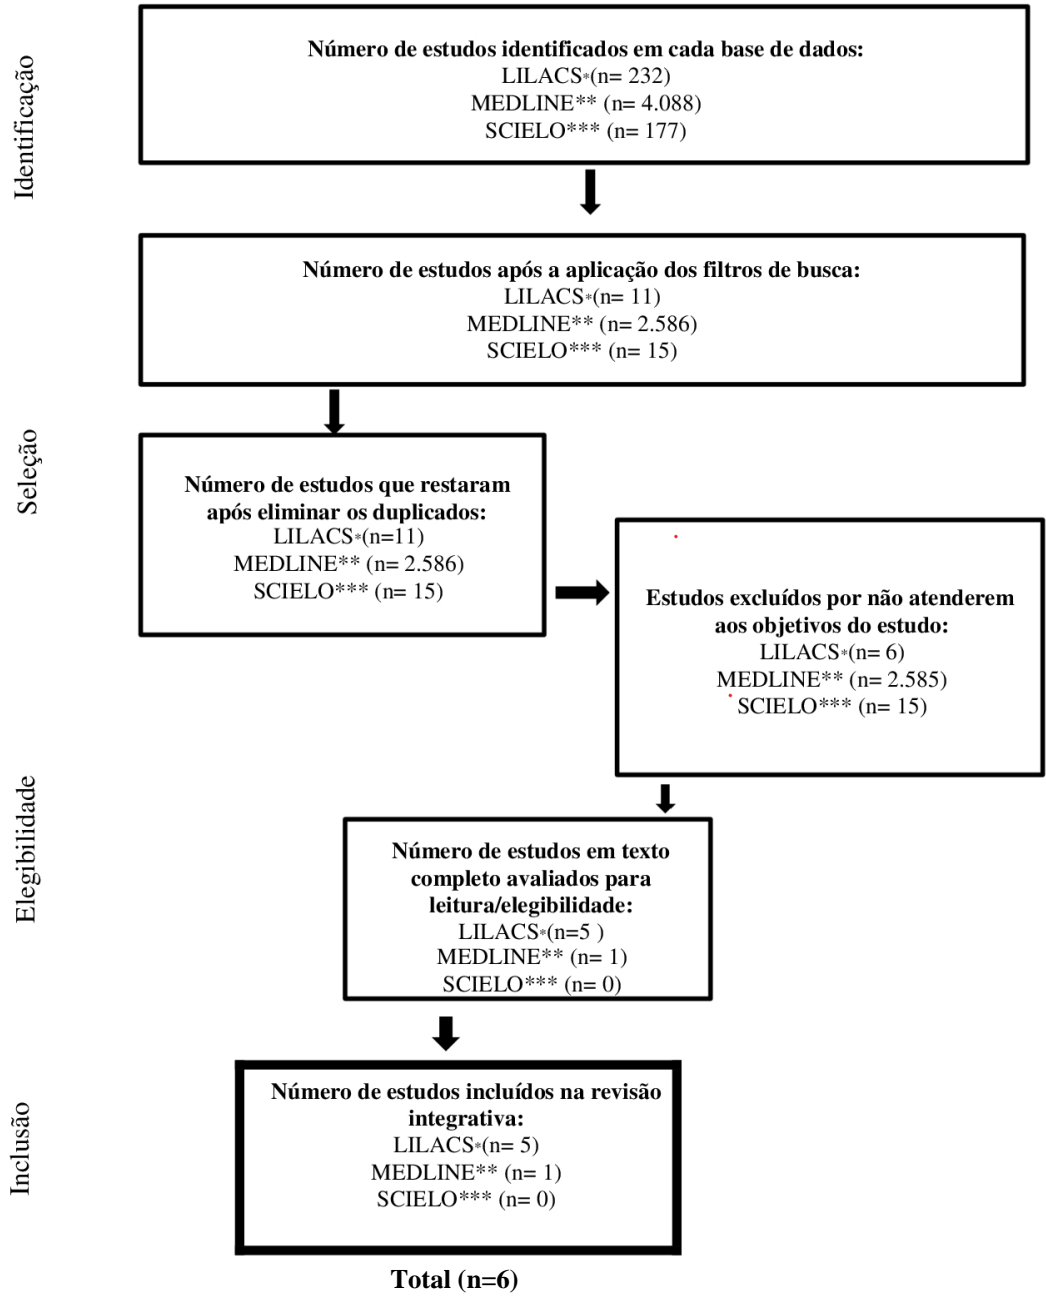 Identificação
Número de estudos identificados em cada base de dados:
LILACS*(n= 232)
MEDLINE** (n= 4.088)
SCIELO*** (n= 177)
Número de estudos após a aplicação dos filtros de busca:
LILACS*(n= 11)
MEDLINE** (n= 2.586)
SCIELO*** (n= 15)
Seleção
Número de estudos que restaram
após eliminar os duplicados:
LILACS*(n=11)
MEDLINE** (n= 2.586)
SCIELO*** (n= 15)
Estudos excluídos por não atenderem
aos objetivos do estudo:
LILACS*(n= 6)
MEDLINE** (n= 2.585)
SCIELO*** (n= 15)
Elegibilidade
Número de estudos em texto
completo avaliados para
leitura/elegibilidade:
LILACS*(n=5 )
MEDLINE** (n= 1)
SCIELO*** (n= 0)
Inclusão
Número de estudos incluídos na revisão
integrativa:
LILACS*(n= 5)
MEDLINE** (n= 1)
SCIELO*** (n= 0)
Total (n=6)